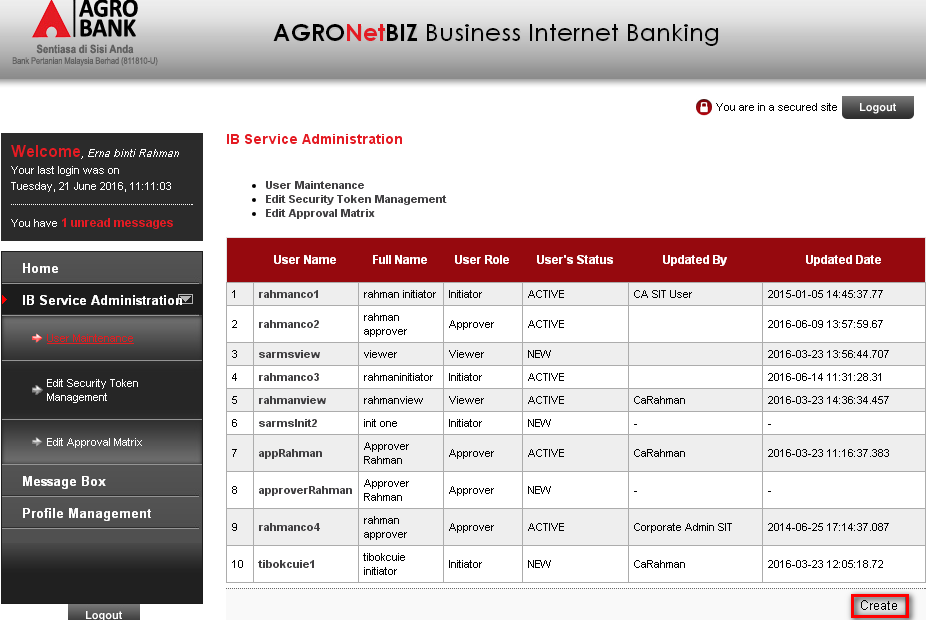 AGRO
BANK
Sentiasa di Sisi Anda
Bank Pertanian Malaysia Berhad (811810-U)
AGRONetBIZ Business Internet Banking
You are in a secured site
Logout
Welcome, Erna binti Rahman
Your last login was on
Tuesday, 21 June 2016, 11:11:03
You have 1 unread messages
Home
IB Service Administration
User Maintenance
Edit Security Token
Management
Edit Approval Matrix
Message Box
Profile Management
Logout
IB Service Administration
User Maintenance
Edit Security Token Management
Edit Approval Matrix
User Name Full Name User Role User's Status Updated By Updated Date
1 rahmanco1 rahman initiator Initiator ACTIVE CA SIT User 2015-01-05 14:45:37.77
2 rahmanco2 rahman approver Approver ACTIVE 2016-06-09 13:57:59.67
3 sarmsview viewer Viewer NEW 2016-03-23 13:56:44.707
4 rahmanco3 rahmaninitiator Initiator ACTIVE 2016-06-14 11:31:28.31
5 rahmanview rahmanview Viewer ACTIVE CaRahman 2016-03-23 14:36:34.457
6 sarmsInit2 init one Initiator NEW - -
7 appRahman Approver Rahman Approver ACTIVE CaRahman 2016-03-23 11:16:37.383
8 approverRahman Approver Rahman Approver NEW - -
9 rahmanco4 rahman approver Approver ACTIVE Corporate Admin SIT 2014-06-25 17:14:37.087
10 tibokcuie1 tibokcuie initiator Initiator NEW CaRahman 2016-03-23 12:05:18.72
Create